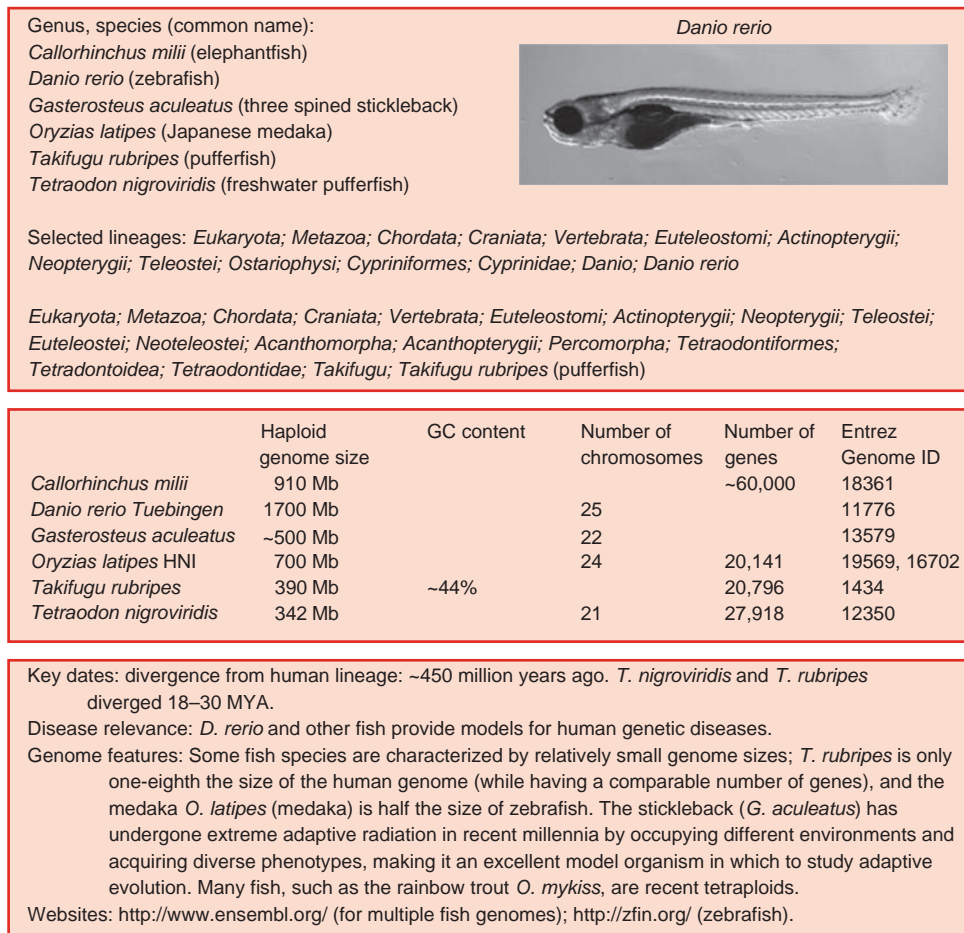 Genus, species (common name):
Callorhinchus milii (elephantfish)
Danio rerio (zebrafish)
Gasterosteus aculeatus (three spined stickleback)
Oryzias latipes (Japanese medaka)
Takifugu rubripes (pufferfish)
Tetraodon nigroviridis (freshwater pufferfish)
Danio rerio
Selected lineages: Eukaryota; Metazoa; Chordata; Craniata; Vertebrata; Euteleostomi; Actinopterygii;
Neopterygii; Teleostei; Ostariophysi; Cypriniformes; Cyprinidae; Danio; Danio rerio
Eukaryota; Metazoa; Chordata; Craniata; Vertebrata; Euteleostomi; Actinopterygii; Neopterygii; Teleostei;
Euteleostei; Neoteleostei; Acanthomorpha; Acanthopterygii; Percomorpha; Tetraodontiformes;
Tetradontoidea; Tetraodontidae; Takifugu; Takifugu rubripes (pufferfish)
Haploid GC content Number of Number of Entrez
genome size chromosomes genes Genome ID
Callorhinchus milii 910 Mb ~60,000 18361
Danio rerio Tuebingen 1700 Mb 25 11776
Gasterosteus aculeatus ~500 Mb 22 13579
Oryzias latipes HNI 700 Mb 24 20,141 19569, 16702
Takifugu rubripes 390 Mb ~44% 20,796 1434
Tetraodon nigroviridis 342 Mb 21 27,918 12350
Key dates: divergence from human lineage: ~450 million years ago. T. nigroviridis and T. rubripes
diverged 18–30 MYA.
Disease relevance: D. rerio and other fish provide models for human genetic diseases.
Genome features: Some fish species are characterized by relatively small genome sizes; T. rubripes is only
one-eighth the size of the human genome (while having a comparable number of genes), and the
medaka O. latipes (medaka) is half the size of zebrafish. The stickleback (G. aculeatus) has
undergone extreme adaptive radiation in recent millennia by occupying different environments and
acquiring diverse phenotypes, making it an excellent model organism in which to study adaptive
evolution. Many fish, such as the rainbow trout O. mykiss, are recent tetraploids.
Websites: http://www.ensembl.org/ (for multiple fish genomes); http://zfin.org/ (zebrafish).